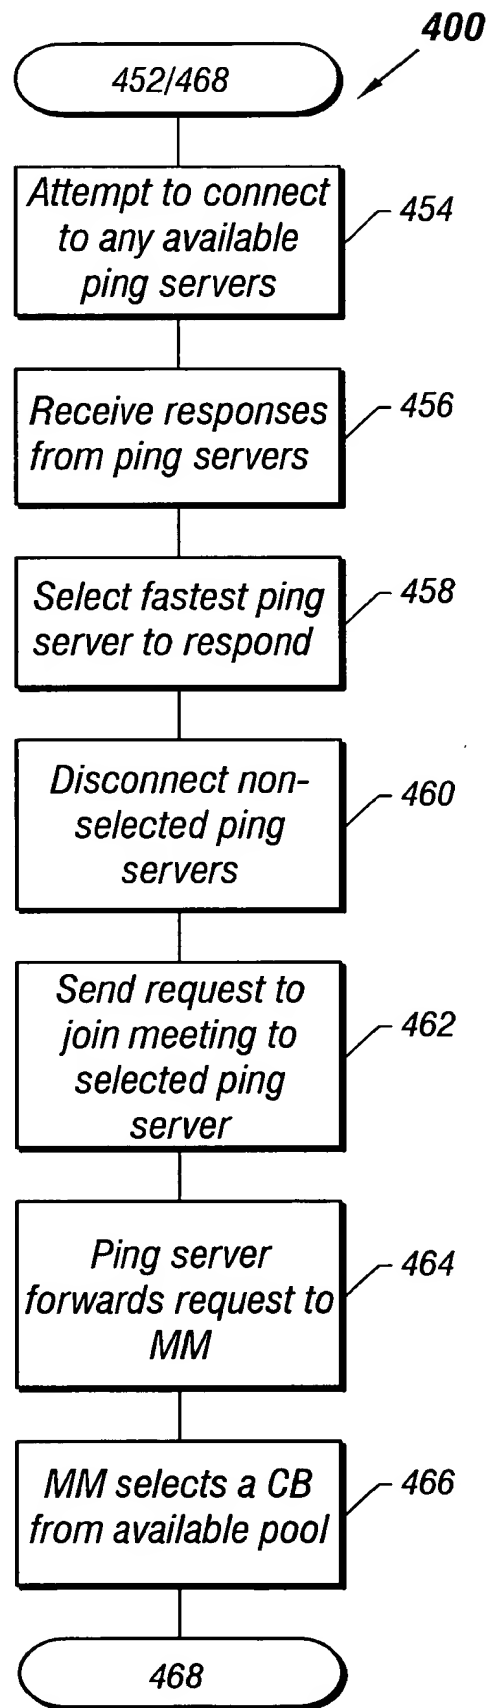 400
452/468
Attempt to connect
to any available
ping servers
454
Receive responses
from ping servers
456
Select fastest ping
server to respond
458
Disconnect non-
selected ping
servers
460
Send request to
join meeting to
selected ping
server
462
Ping server
forwards request to
MM
464
MM selects a CB
from available pool
466
468